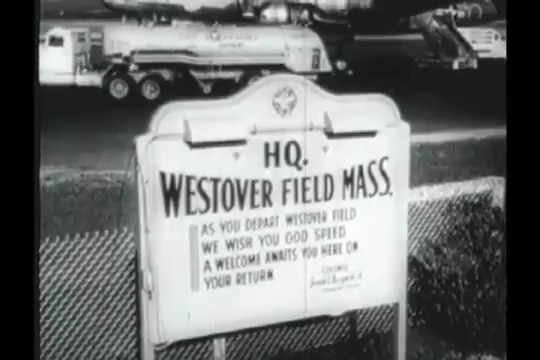 HQ.
WESTOVER FIELD MASS.
AS YOU DEPART WESTOVER FIELD
WE WISH YOU GOD SPEED
A WELCOME AWAITS YOU HERE ON
YOUR RETURN
COLONEL